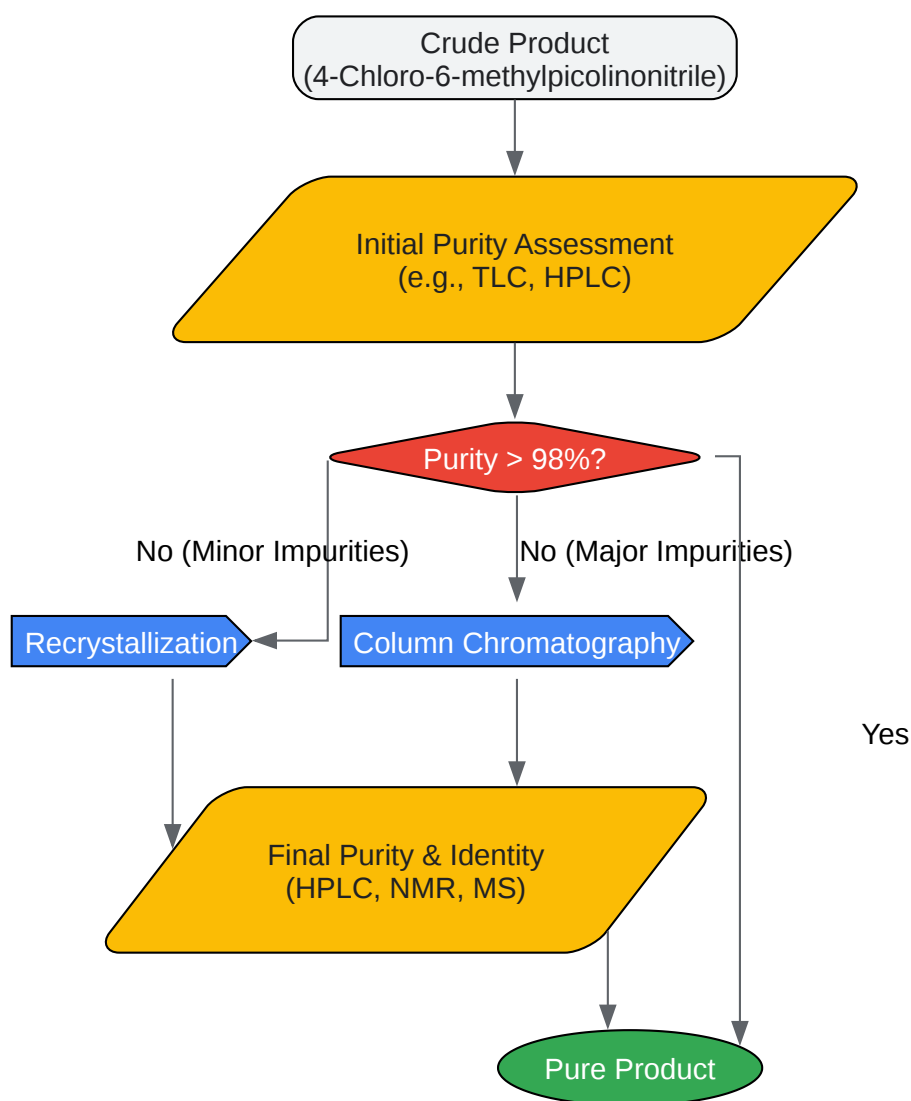 Crude Product
(4-Chloro-6-methylpicolinonitrile)
Initial Purity Assessment
(e.g., TLC, HPLC)
Purity > 98%?
No (Minor Impurities)
No (Major Impurities)
Recrystallization
Column Chromatography
Yes
Final Purity & Identity
(HPLC, NMR, MS)
Pure Product